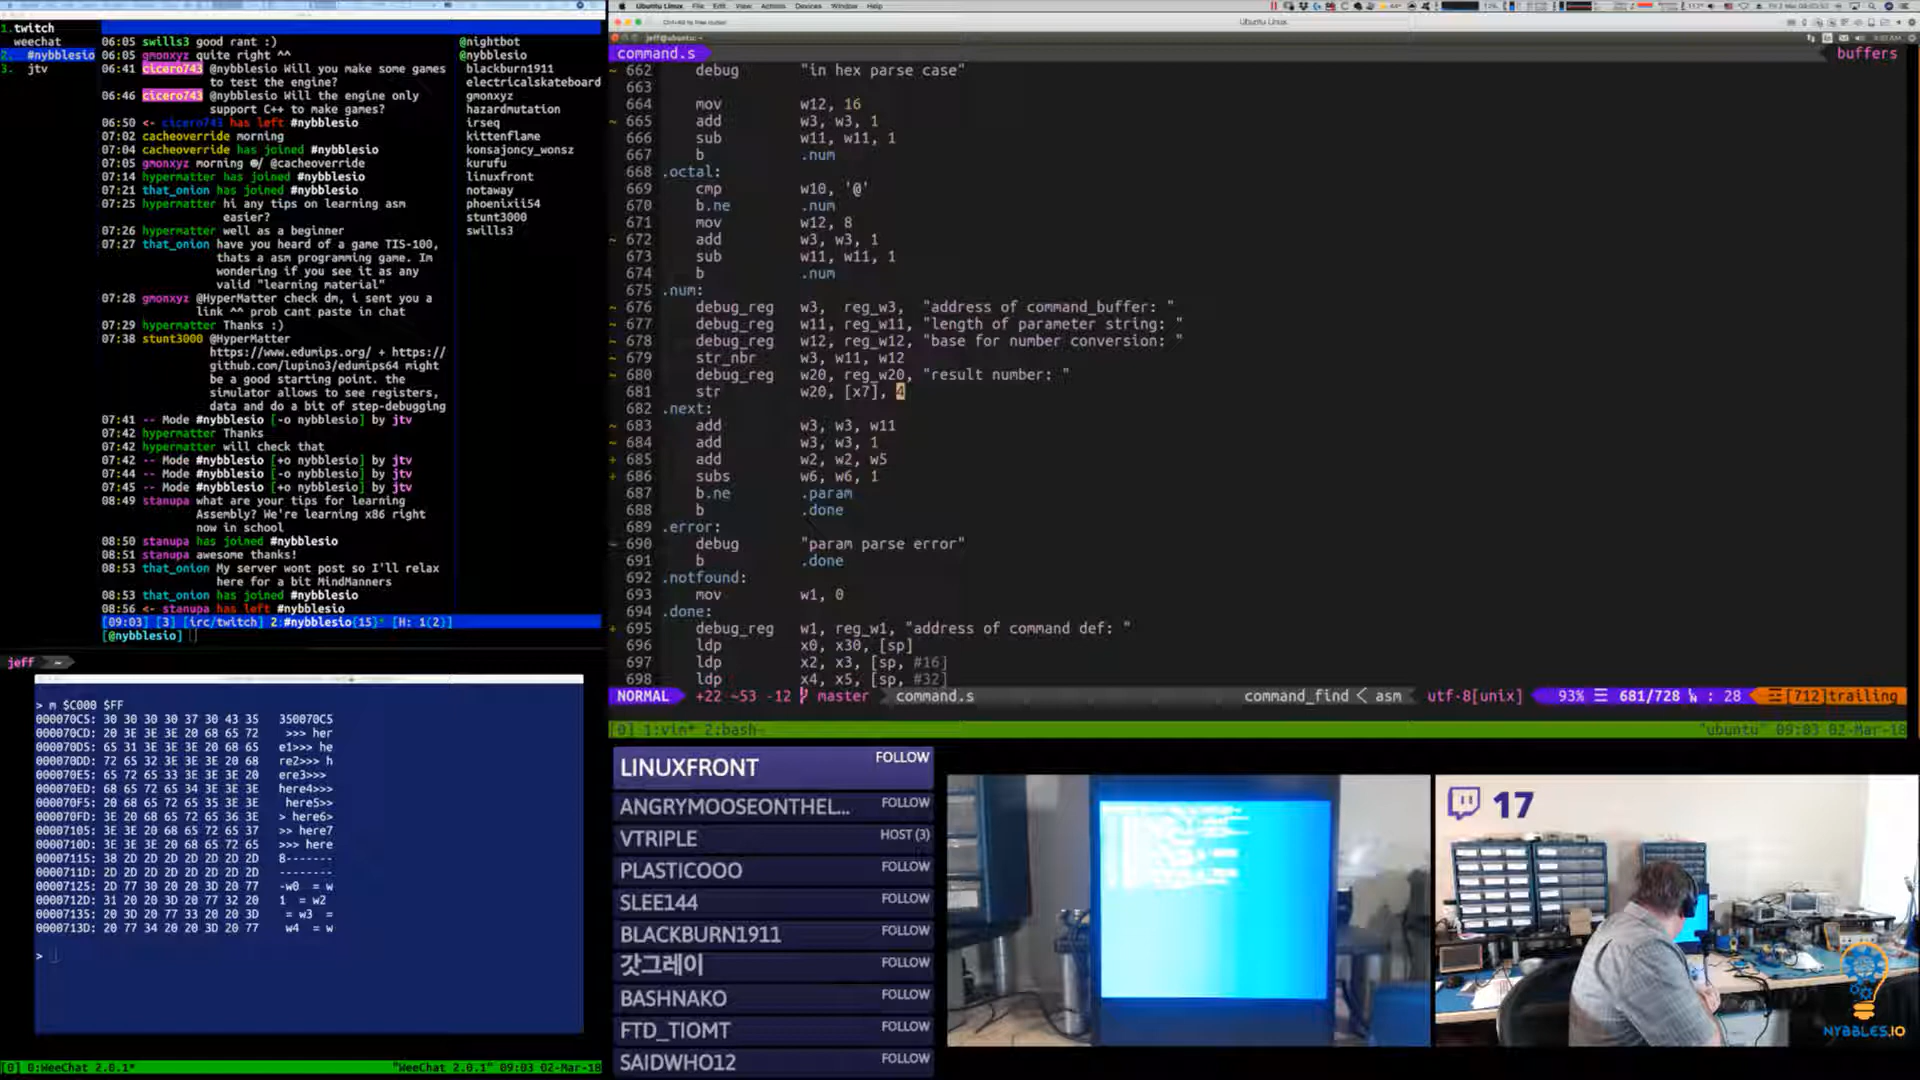 1.twitch
weechat
2. #nybblesio
3. jtv
06:05 swills3 good rant :)
06:05 gmonxyz quite right ^^
06:41 cicero743 @nybblesio Will you make some games
to test the engine?
06:46 cicero743 @nybblesio Will the engine only
support C++ to make games?
06:50 <- cicero743 has left #nybblesio
07:02 cacheoverride morning
07:04 cacheoverride has joined #nybblesio
07:05 gmonxyz morning o/ @cacheoverride
07:14 hypermatter has joined #nybblesio
07:21 that_onion has joined #nybblesio
07:25 hypermatter hi any tips on learning asm
easier?
07:26 hypermatter well as a beginner
07:27 that_onion have you heard of a game TIS-100,
thats a asm programming game. Im
wondering if you see it as any
valid "learning material"
07:28 gmonxyz @HyperMatter check dm, i sent you a
link ^^ prob cant paste in chat
07:29 hypermatter Thanks :)
07:38 stunt3000 @HyperMatter
https://www.edumips.org/ + https://
github.com/lupino3/edumips64 might
be a good starting point. the
simulator allows to see registers,
data and do a bit of step-debugging
07:41 -- Mode #nybblesio [-o nybblesio] by jtv
07:42 hypermatter Thanks
07:42 hypermatter will check that
07:42 -- Mode #nybblesio [+o nybblesio] by jtv
07:44 -- Mode #nybblesio [-o nybblesio] by jtv
07:45 -- Mode #nybblesio [+o nybblesio] by jtv
08:49 stanupa what are your tips for learning
Assembly? We're learning x86 right
now in school
08:50 stanupa has joined #nybblesio
08:51 stanupa awesome thanks!
08:53 that_onion My server wont post so I'll relax
here for a bit MindManners
08:53 that_onion has joined #nybblesio
08:56 <- stanupa has left #nybblesio
[09:03] [3] [irc/twitch] 2:#nybblesio{15}* [H: 1(2)]
[@nybblesio]
@nightbot
@nybblesio
blackburn1911
electricalskateboard
gmonxyz
hazardmutation
irseq
kittenflame
konsajoncy_wonsz
kurufu
linuxfront
notaway
phoenixii54
stunt3000
swills3
jeff ~
> m $C000 $FF
000070C5: 30 30 30 30 37 30 43 35 350070C5
000070CD: 20 3E 3E 3E 20 68 65 72 >>> her
000070D5: 65 31 3E 3E 3E 20 68 65 e1>>> he
000070DD: 72 65 32 3E 3E 3E 20 68 re2>>> h
000070E5: 65 72 65 33 3E 3E 3E 20 ere3>>>
000070ED: 68 65 72 65 34 3E 3E 3E here4>>>
000070F5: 20 68 65 72 65 35 3E 3E here5>>
000070FD: 3E 20 68 65 72 65 36 3E > here6>
00007105: 3E 3E 20 68 65 72 65 37 >> here7
0000710D: 3E 3E 3E 20 68 65 72 65 >>> here
00007115: 38 2D 2D 2D 2D 2D 2D 2D 8-------
0000711D: 2D 2D 2D 2D 2D 2D 2D 2D --------
00007125: 2D 77 30 20 20 3D 20 77 -w0 = w
0000712D: 31 20 20 3D 20 77 32 20 1 = w2
00007135: 20 3D 20 77 33 20 20 3D = w3 =
0000713D: 20 77 34 20 20 3D 20 77 w4 = w
>
[0] 0:WeeChat 2.0.1* "WeeChat 2.0.1" 09:03 02-Mar-18
Ubuntu Linux File Edit View Actions Devices Window Help
Ubuntu Linux
command.s buffers
662 debug "in hex parse case"
663
664 mov w12, 16
665 add w3, w3, 1
666 sub w11, w11, 1
667 b .num
668 .octal:
669 cmp w10, '@'
670 b.ne .num
671 mov w12, 8
672 add w3, w3, 1
673 sub w11, w11, 1
674 b .num
675 .num:
676 debug_reg w3, reg_w3, "address of command_buffer: "
677 debug_reg w11, reg_w11, "length of parameter string: "
678 debug_reg w12, reg_w12, "base for number conversion: "
679 str_nbr w3, w11, w12
680 debug_reg w20, reg_w20, "result number: "
681 str w20, [x7], 4
682 .next:
683 add w3, w3, w11
684 add w3, w3, 1
685 add w2, w2, w5
686 subs w6, w6, 1
687 b.ne .param
688 b .done
689 .error:
690 debug "param parse error"
691 b .done
692 .notfound:
693 mov w1, 0
694 .done:
695 debug_reg w1, reg_w1, "address of command def: "
696 ldp x0, x30, [sp]
697 ldp x2, x3, [sp, #16]
698 ldp x4, x5, [sp, #32]
NORMAL +22 ~53 -12 master command.s command_find < asm utf-8[unix] 93% 681/728 : 28 [712]trailing
[0] 1:vim* 2:bash- "ubuntu" 09:03 02-Mar-18
LINUXFRONT FOLLOW
ANGRYMOOSEONTHEL... FOLLOW
VTRIPLE HOST (3)
PLASTICOOO FOLLOW
SLEE144 FOLLOW
BLACKBURN1911 FOLLOW
갓그레이 FOLLOW
BASHNAKO FOLLOW
FTD_TIOMT FOLLOW
SAIDWHO12 FOLLOW
17
NYBBLES.IO